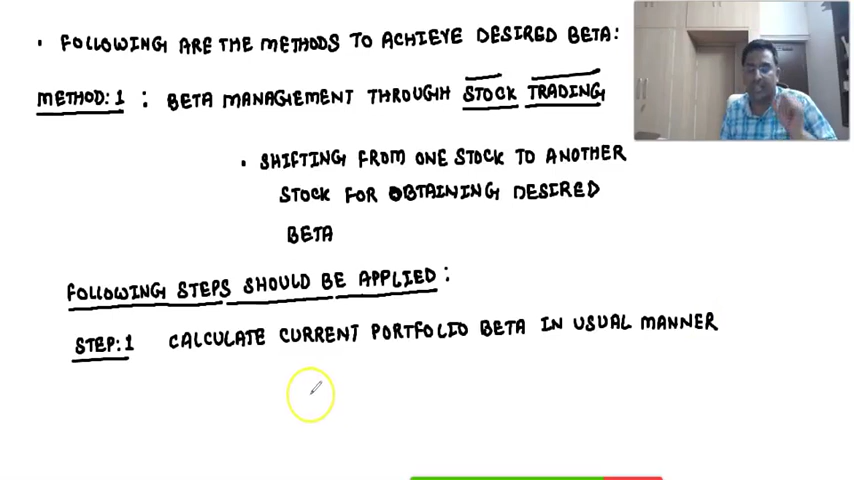 • FOLLOWING ARE THE METHODS TO ACHIEVE DESIRED BETA:
METHOD: 1 : BETA MANAGEMENT THROUGH STOCK TRADING
• SHIFTING FROM ONE STOCK TO ANOTHER
STOCK FOR OBTAINING DESIRED
BETA
FOLLOWING STEPS SHOULD BE APPLIED:
STEP: 1 CALCULATE CURRENT PORTFOLIO BETA IN USUAL MANNER